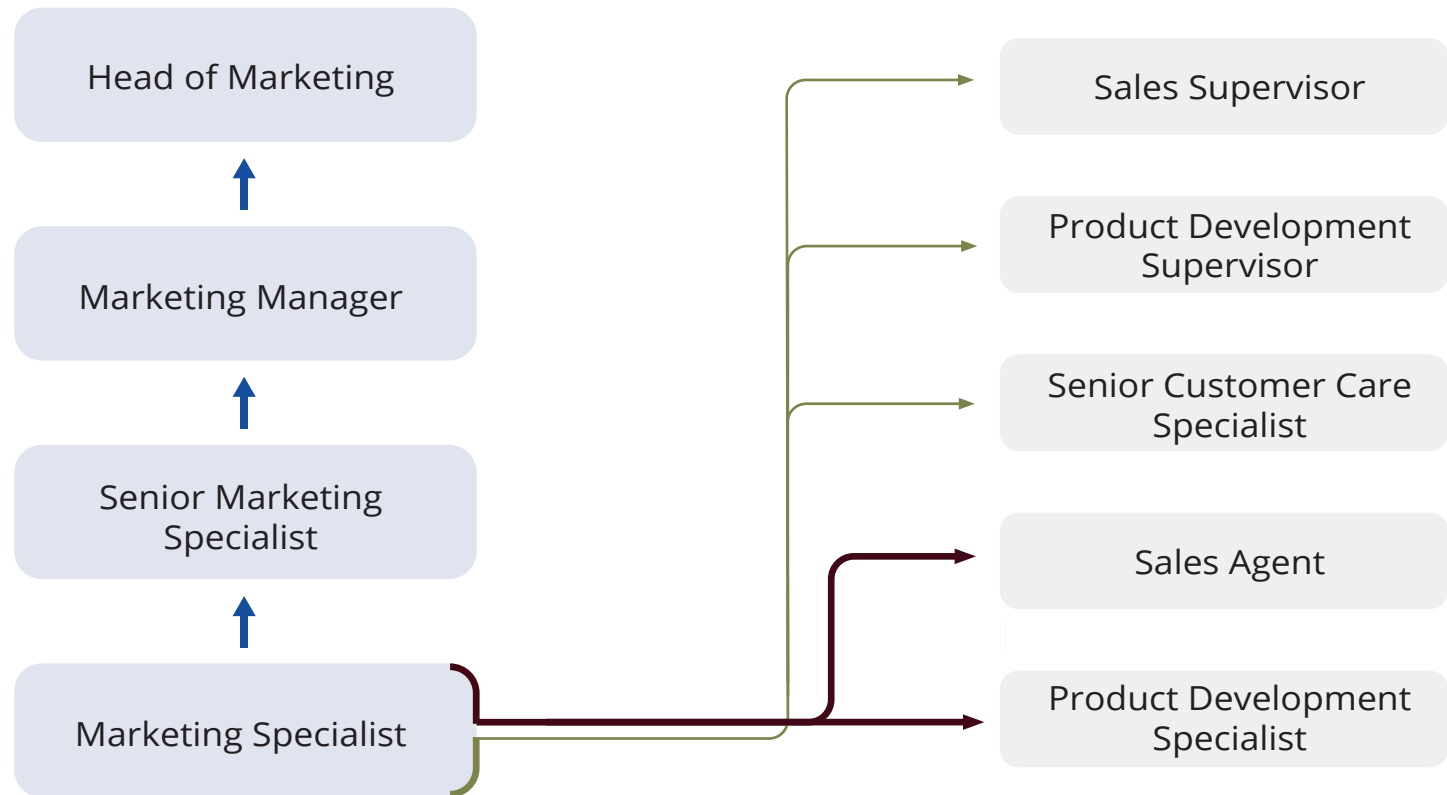 Head of Marketing
Marketing Manager
Senior Marketing
Specialist
Marketing Specialist
Sales Supervisor
Product Development
Supervisor
Senior Customer Care
Specialist
Sales Agent
Product Development
Specialist